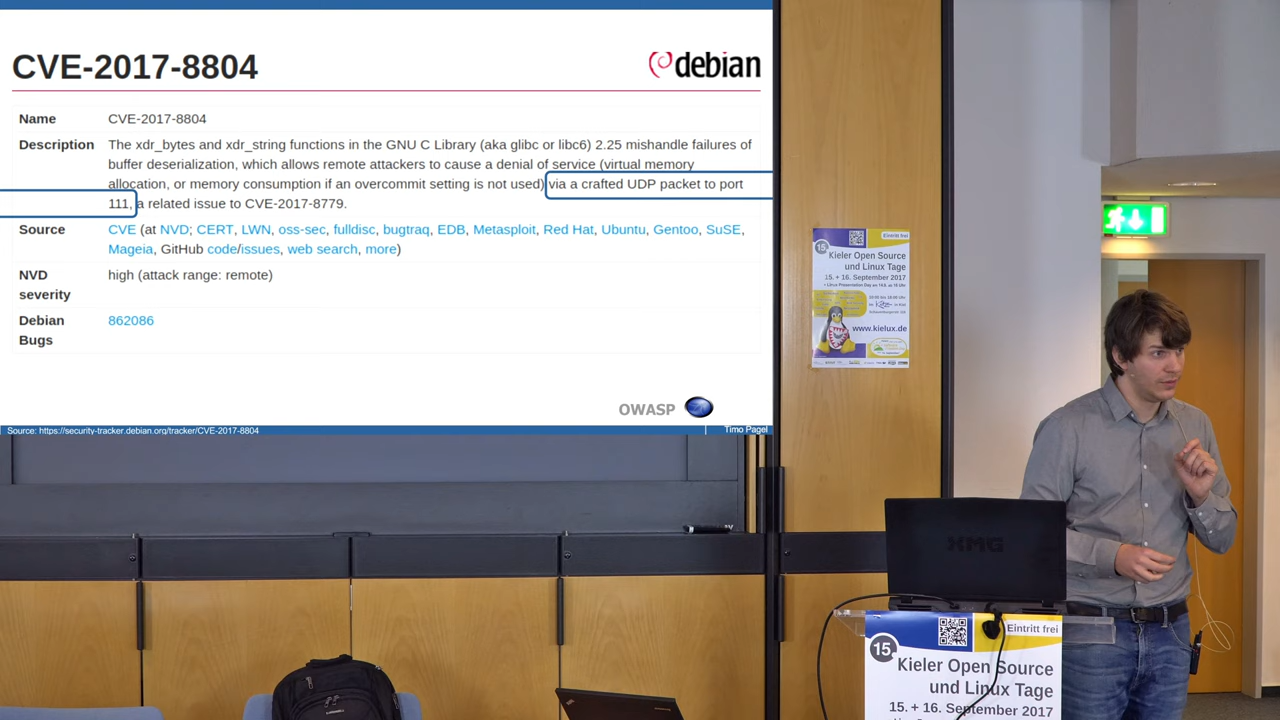 CVE-2017-8804
debian
Name CVE-2017-8804
Description The xdr_bytes and xdr_string functions in the GNU C Library (aka glibc or libc6) 2.25 mishandle failures of
buffer deserialization, which allows remote attackers to cause a denial of service (virtual memory
allocation, or memory consumption if an overcommit setting is not used) via a crafted UDP packet to port
111, a related issue to CVE-2017-8779.
Source CVE (at NVD; CERT, LWN, oss-sec, fulldisc, bugtraq, EDB, Metasploit, Red Hat, Ubuntu, Gentoo, SuSE,
Mageia, GitHub code/issues, web search, more)
NVD high (attack range: remote)
severity
Debian 862086
Bugs
OWASP
Source: https://security-tracker.debian.org/tracker/CVE-2017-8804 | Timo Pagel
Eintritt frei
15.
Kieler Open Source
und Linux Tage
15. + 16. September 2017
www.kielux.de
XMG
Eintritt frei
15.
Kieler Open Source
und Linux Tage
15. + 16. September 2017